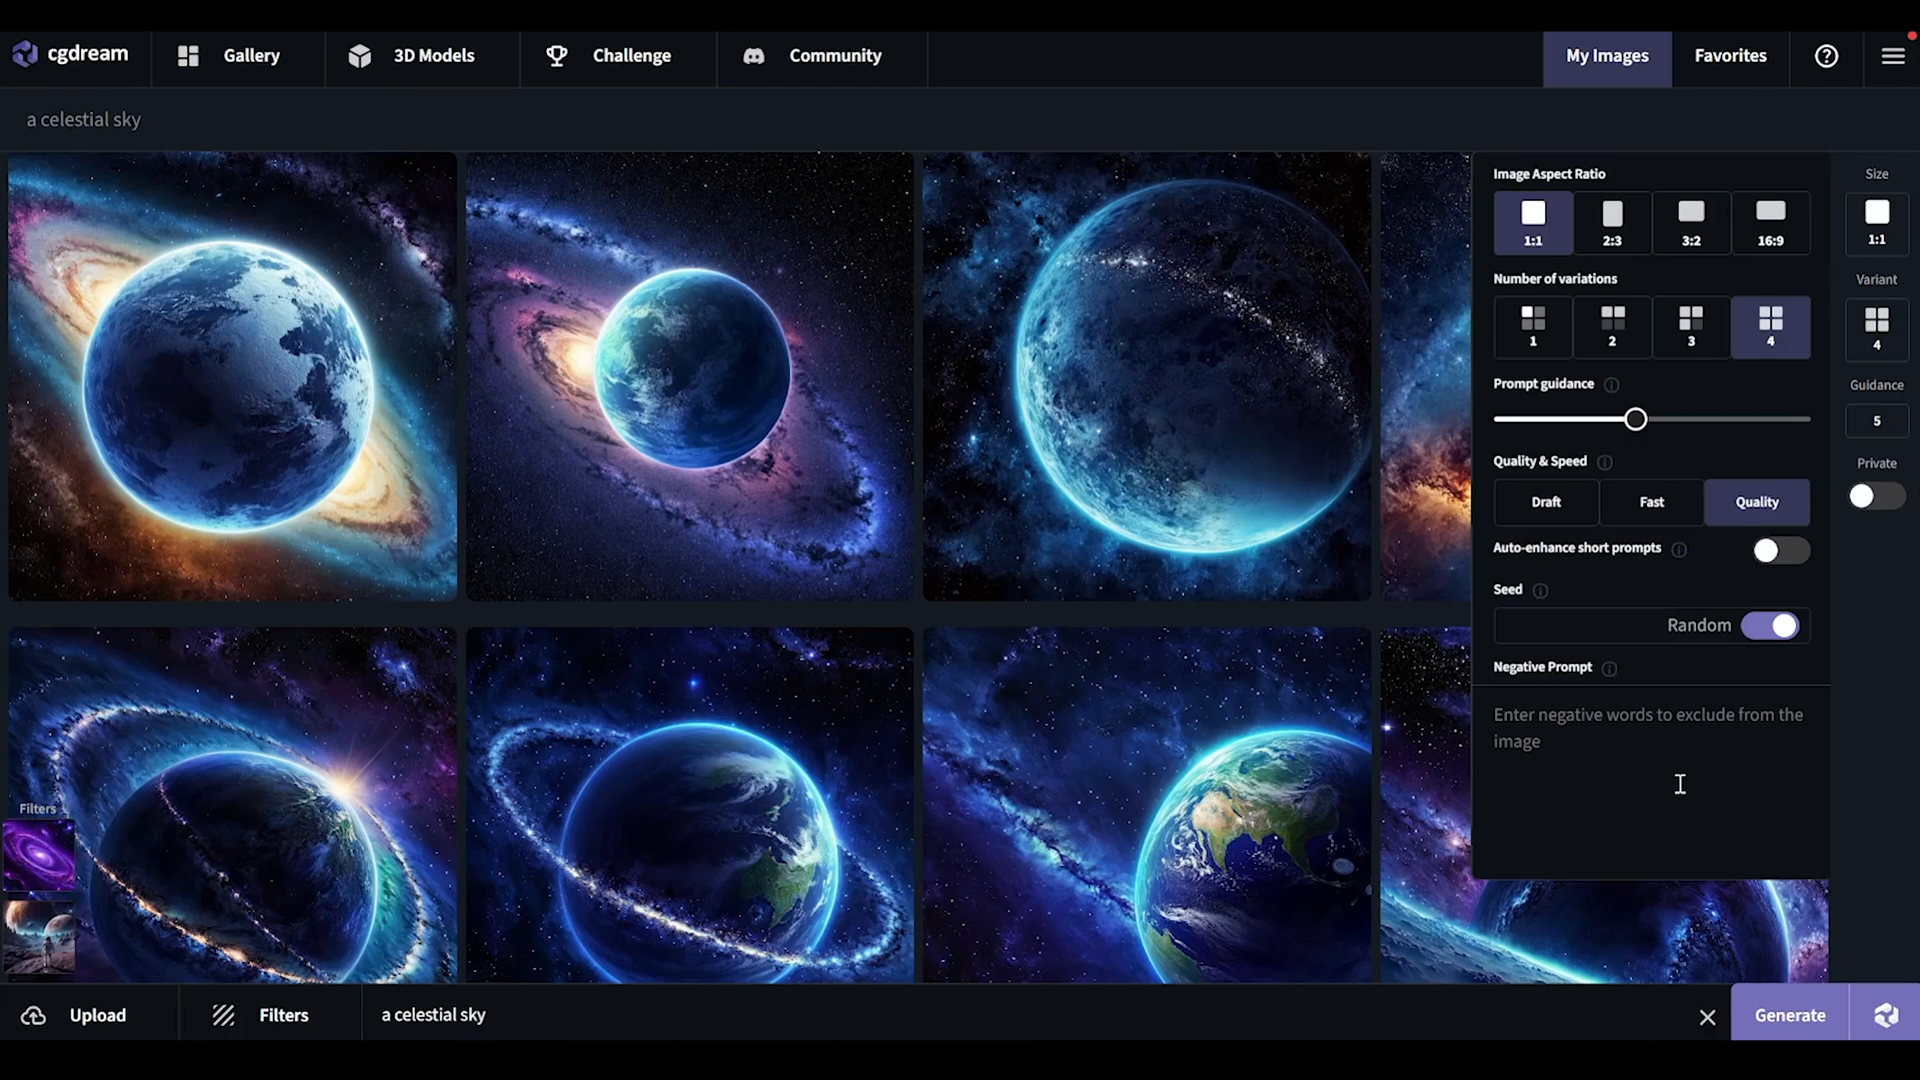 cgdream
Gallery
3D Models
Challenge
Community
My Images
Favorites
a celestial sky
Image Aspect Ratio
1:1
2:3
3:2
16:9
Number of variations
1
2
3
4
Prompt guidance
Quality & Speed
Draft
Fast
Quality
Auto-enhance short prompts
Seed
Random
Negative Prompt
Enter negative words to exclude from the
image
Size
1:1
Variant
4
Guidance
5
Private
Filters
Upload
Filters
a celestial sky
Generate